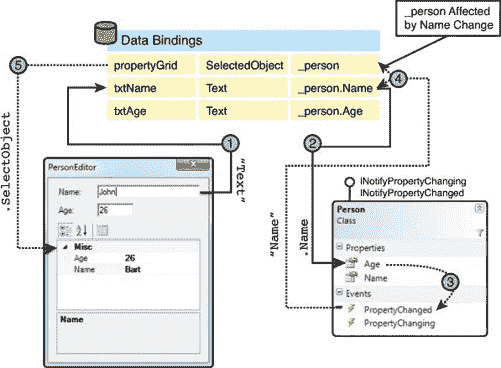 _person Affected
by Name Change
Data Bindings
propertyGrid SelectedObject _person
txtName Text _person.Name
txtAge Text _person.Age
5
4
1
2
.SelectObject
"Text"
"Name"
.Name
PersonEditor
Name: John
Age: 26
Misc
Age 26
Name Bart
Name
INotifyPropertyChanging
INotifyPropertyChanged
Person
Class
Properties
Age
Name
3
Events
PropertyChanged
PropertyChanging